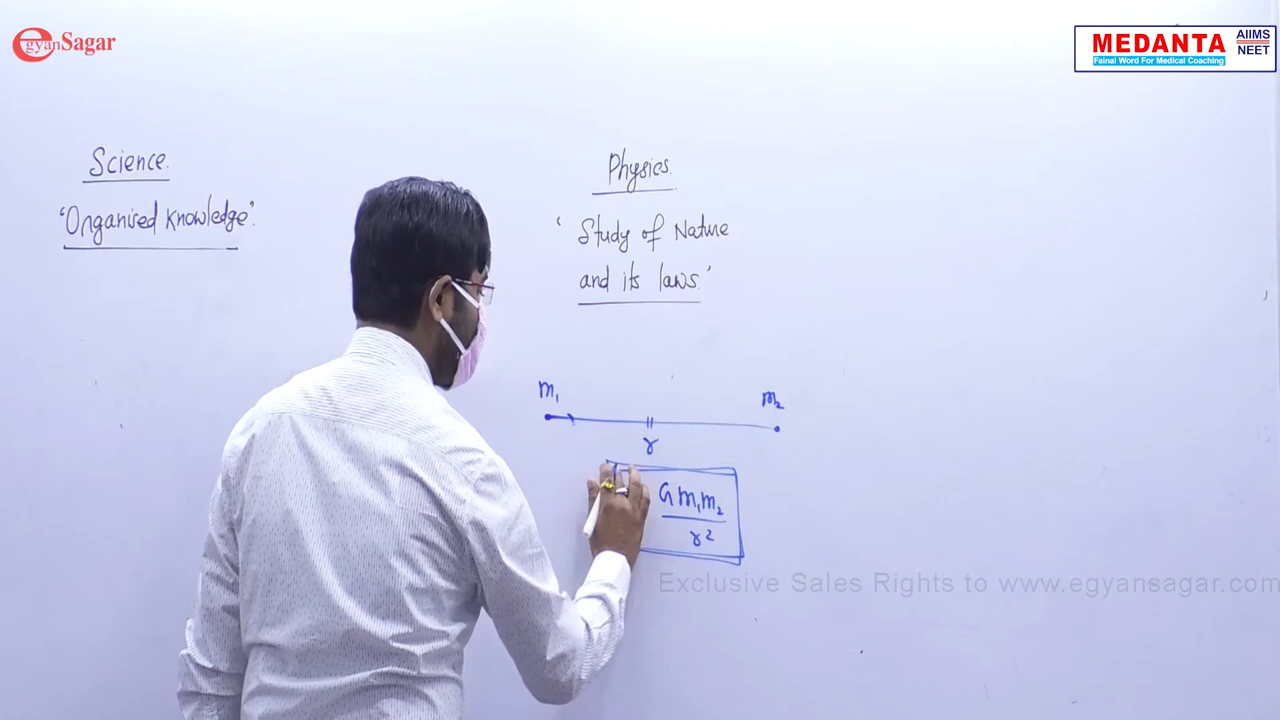 egyanSagar
MEDANTA
Fainal Word For Medical Coaching
AIIMS
NEET
Science.
"Organised knowledge".
Physics.
' Study of Nature
and its laws.'
m₁
m₂
r
G m₁m₂
r²
Exclusive Sales Rights to www.egyansagar.com